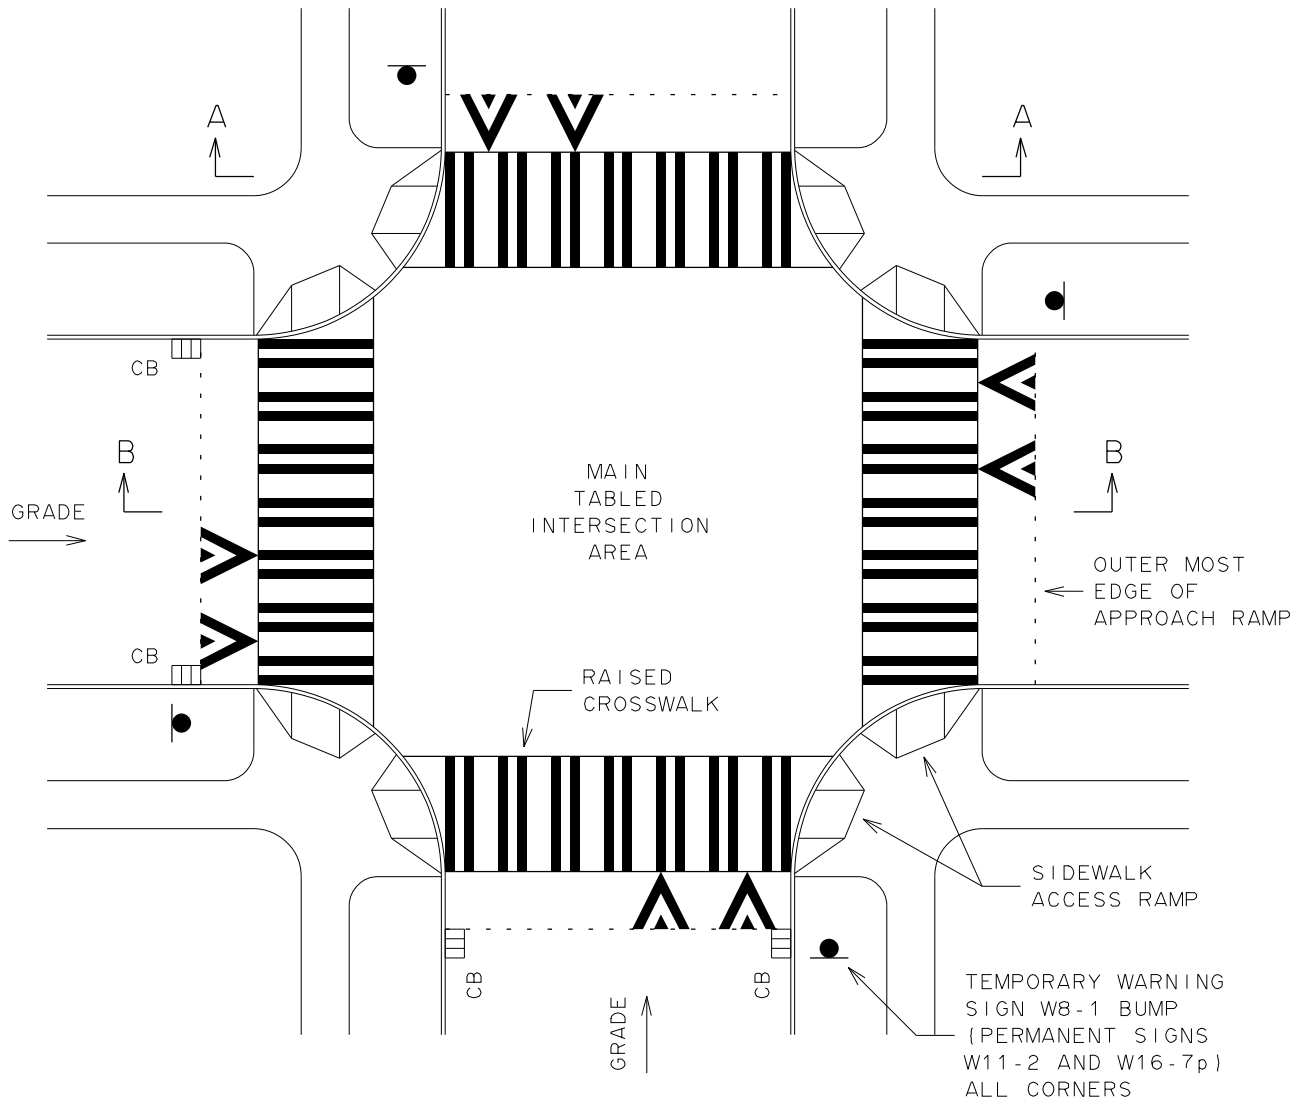 A
A
CB
B
B
GRADE
MAIN
TABLED
INTERSECTION
AREA
OUTER MOST
EDGE OF
APPROACH RAMP
CB
RAISED
CROSSWALK
SIDEWALK
ACCESS RAMP
CB
CB
GRADE
TEMPORARY WARNING
SIGN W8-1 BUMP
(PERMANENT SIGNS
W11-2 AND W16-7p)
ALL CORNERS